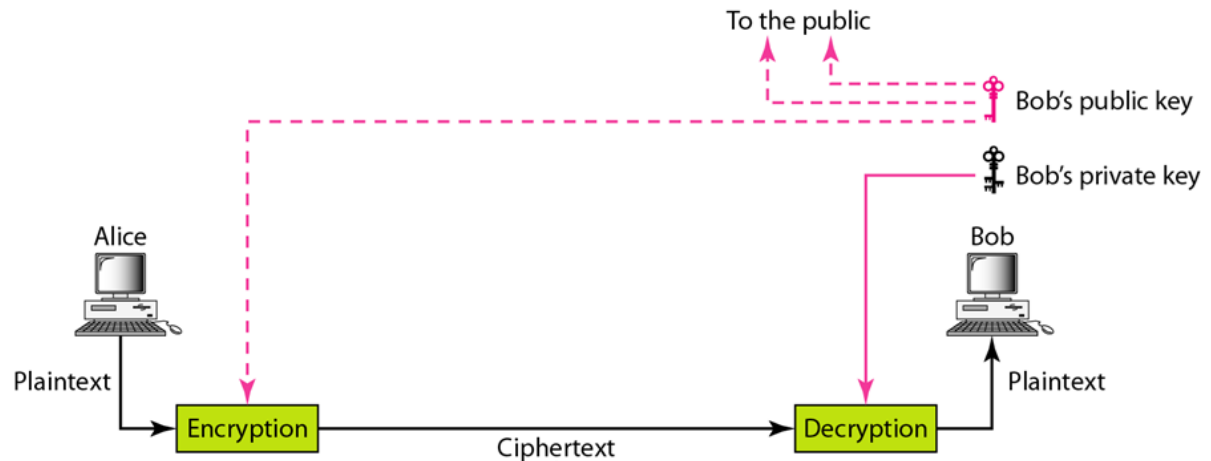 To the public
Bob’s public key
Bob’s private key
Alice
Bob
Plaintext
Plaintext
Encryption
Decryption
Ciphertext